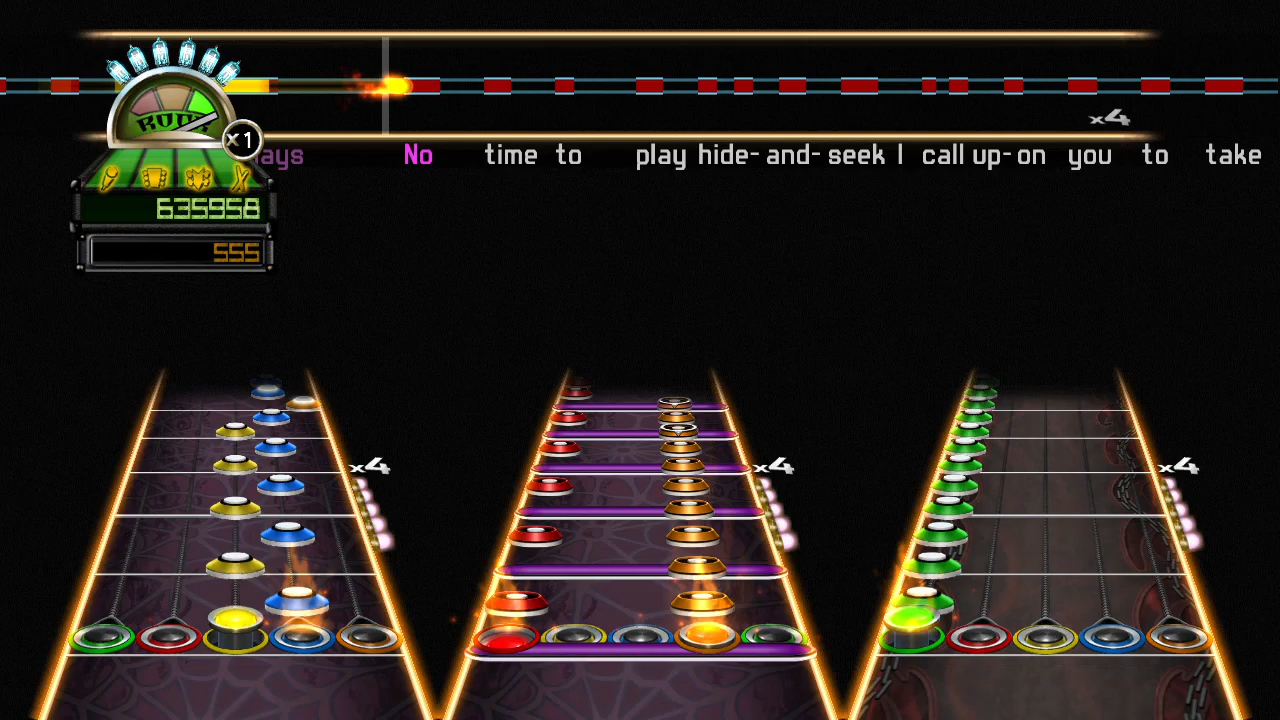 x4
ROCK
x1
ays No time to play hide- and- seek I call up- on you to take
635958
555
x4 x4 x4